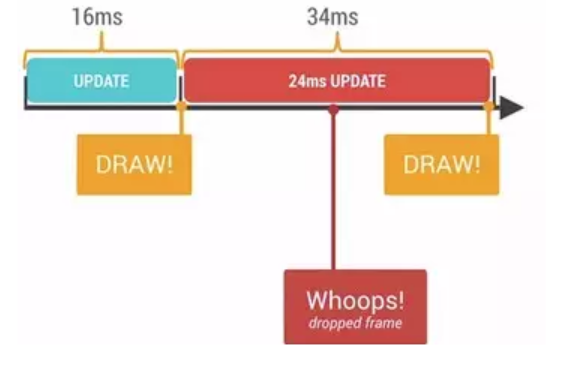 16ms
34ms
UPDATE
24ms UPDATE
DRAW!
DRAW!
Whoops!
dropped frame